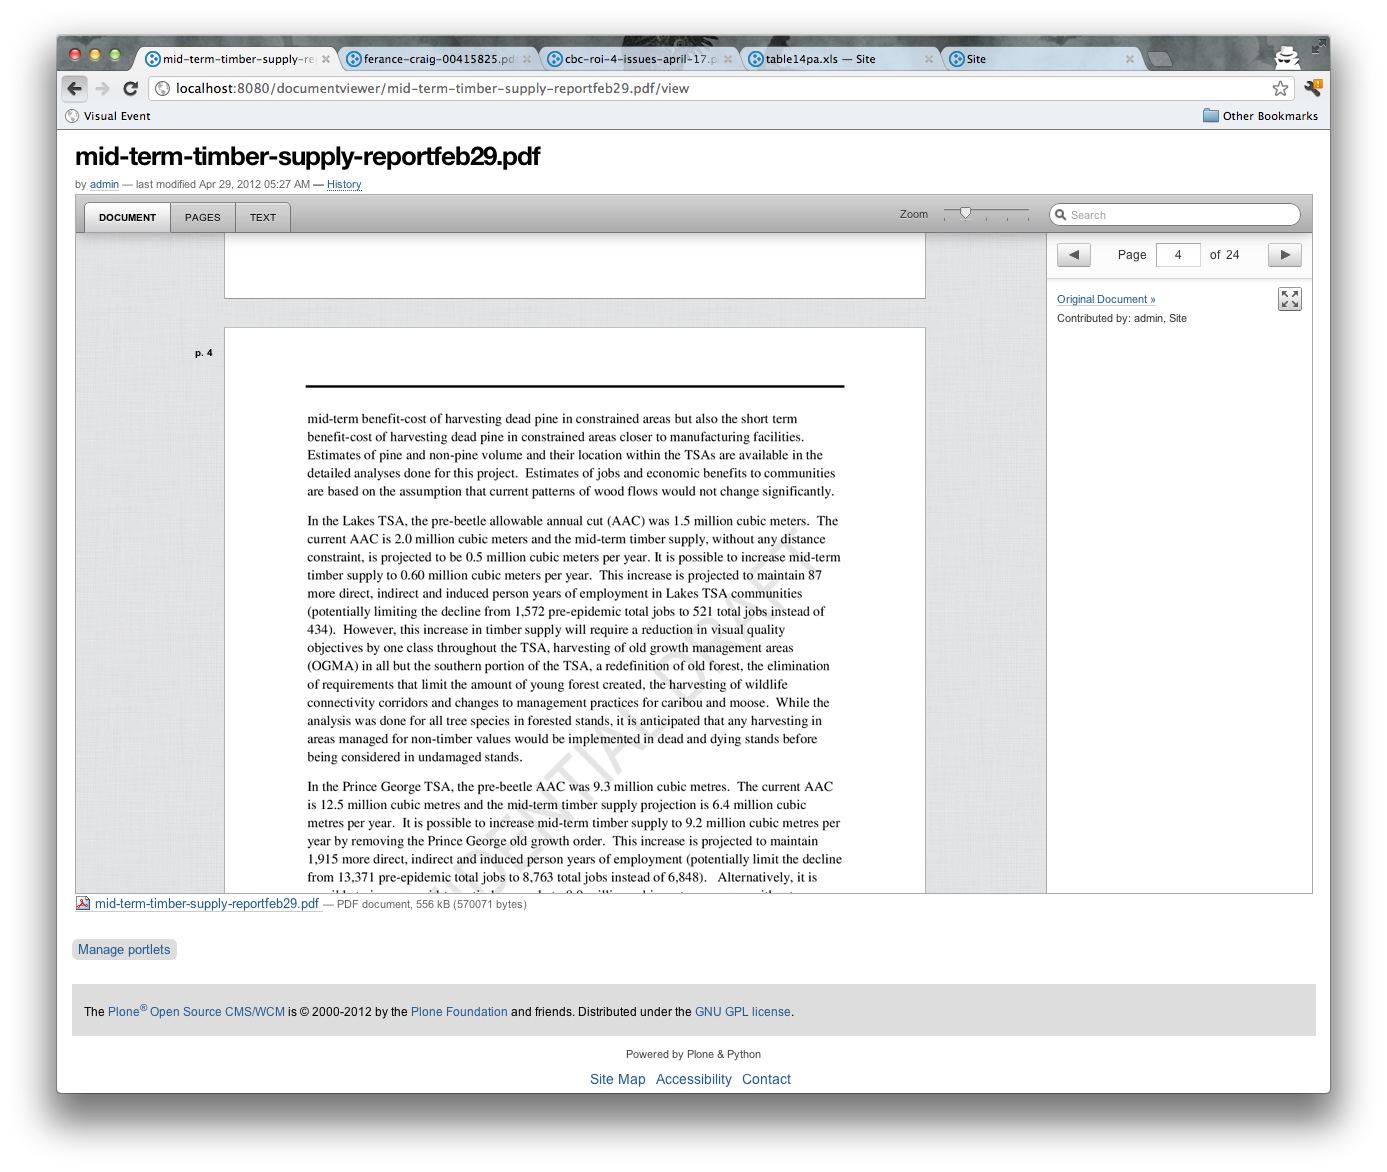 mid-term-timber-supply-re
ferance-craig-00415825.pd
cbc-roi-4-issues-april-17.p
table14pa.xls — Site
Site
localhost:8080/documentviewer/mid-term-timber-supply-reportfeb29.pdf/view
Visual Event
Other Bookmarks
mid-term-timber-supply-reportfeb29.pdf
by admin — last modified Apr 29, 2012 05:27 AM — History
DOCUMENT
PAGES
TEXT
Zoom
Search
Page 4 of 24
Original Document »
Contributed by: admin, Site
p. 4
mid-term benefit-cost of harvesting dead pine in constrained areas but also the short term
benefit-cost of harvesting dead pine in constrained areas closer to manufacturing facilities.
Estimates of pine and non-pine volume and their location within the TSAs are available in the
detailed analyses done for this project.  Estimates of jobs and economic benefits to communities
are based on the assumption that current patterns of wood flows would not change significantly.
In the Lakes TSA, the pre-beetle allowable annual cut (AAC) was 1.5 million cubic meters.  The
current AAC is 2.0 million cubic meters and the mid-term timber supply, without any distance
constraint, is projected to be 0.5 million cubic meters per year. It is possible to increase mid-term
timber supply to 0.60 million cubic meters per year.  This increase is projected to maintain 87
more direct, indirect and induced person years of employment in Lakes TSA communities
(potentially limiting the decline from 1,572 pre-epidemic total jobs to 521 total jobs instead of
434).  However, this increase in timber supply will require a reduction in visual quality
objectives by one class throughout the TSA, harvesting of old growth management areas
(OGMA) in all but the southern portion of the TSA, a redefinition of old forest, the elimination
of requirements that limit the amount of young forest created, the harvesting of wildlife
connectivity corridors and changes to management practices for caribou and moose.  While the
analysis was done for all tree species in forested stands, it is anticipated that any harvesting in
areas managed for non-timber values would be implemented in dead and dying stands before
being considered in undamaged stands.
In the Prince George TSA, the pre-beetle AAC was 9.3 million cubic metres.  The current AAC
is 12.5 million cubic metres and the mid-term timber supply projection is 6.4 million cubic
metres per year.  It is possible to increase mid-term timber supply to 9.2 million cubic metres per
year by removing the Prince George old growth order.  This increase is projected to maintain
1,915 more direct, indirect and induced person years of employment (potentially limit the decline
from 13,371 pre-epidemic total jobs to 8,763 total jobs instead of 6,848).   Alternatively, it is
IDENTIAL DRAFT
mid-term-timber-supply-reportfeb29.pdf — PDF document, 556 kB (570071 bytes)
Manage portlets
The Plone® Open Source CMS/WCM is © 2000-2012 by the Plone Foundation and friends. Distributed under the GNU GPL license.
Powered by Plone & Python
Site Map
Accessibility
Contact